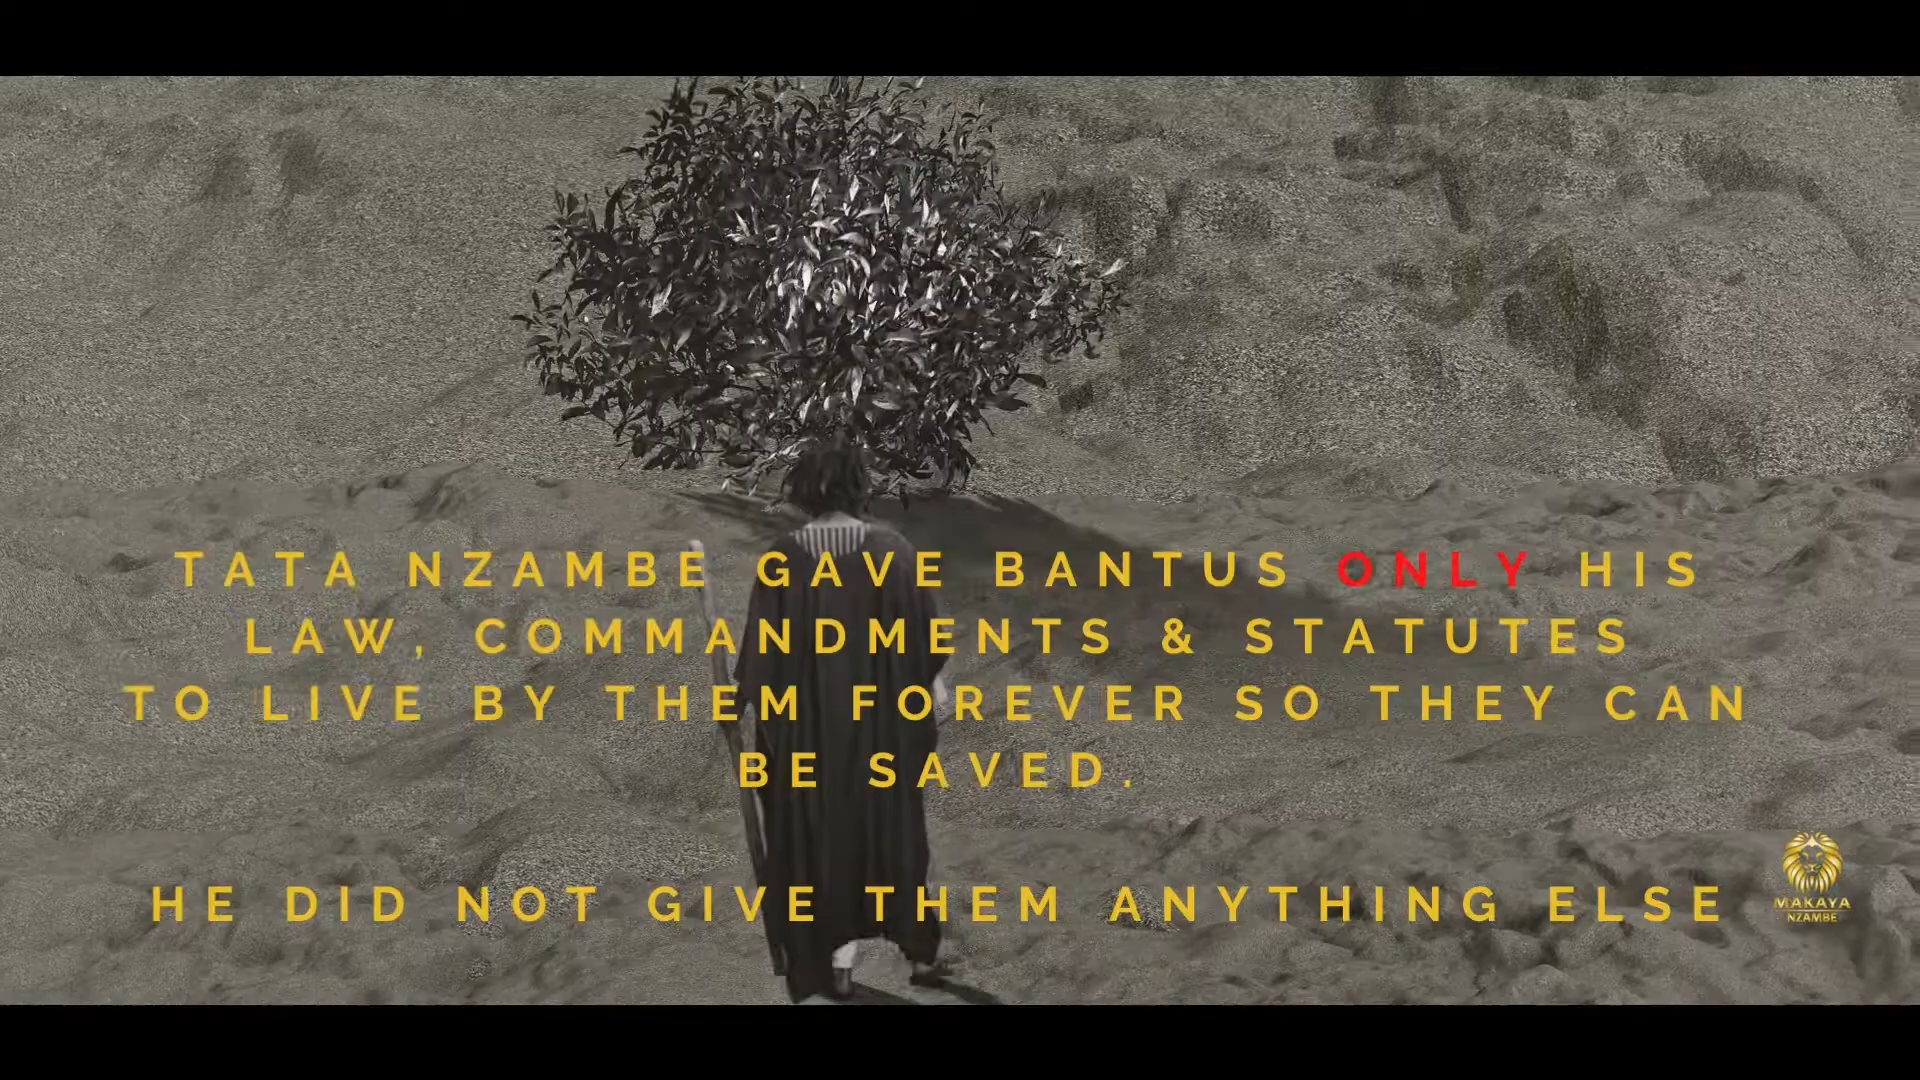 TATA NZAMBE GAVE BANTUS ONLY HIS
LAW, COMMANDMENTS & STATUTES
TO LIVE BY THEM FOREVER SO THEY CAN
BE SAVED.
HE DID NOT GIVE THEM ANYTHING ELSE
MAKAYA
NZAMBE